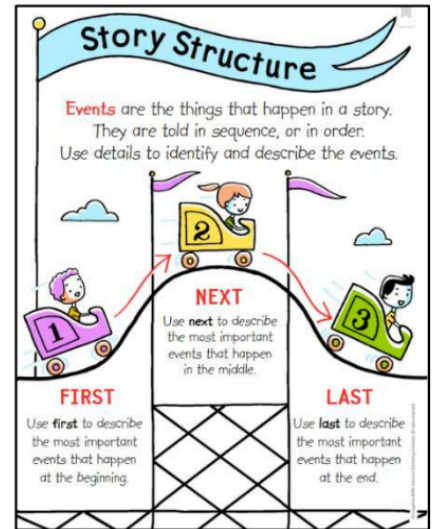 Story Structure
Events are the things that happen in a story.
They are told in sequence, or in order.
Use details to identify and describe the events.
1
2
3
FIRST
Use first to describe
the most important
events that happen
at the beginning.
NEXT
Use next to describe
the most important
events that happen
in the middle.
LAST
Use last to describe
the most important
events that happen
at the end.